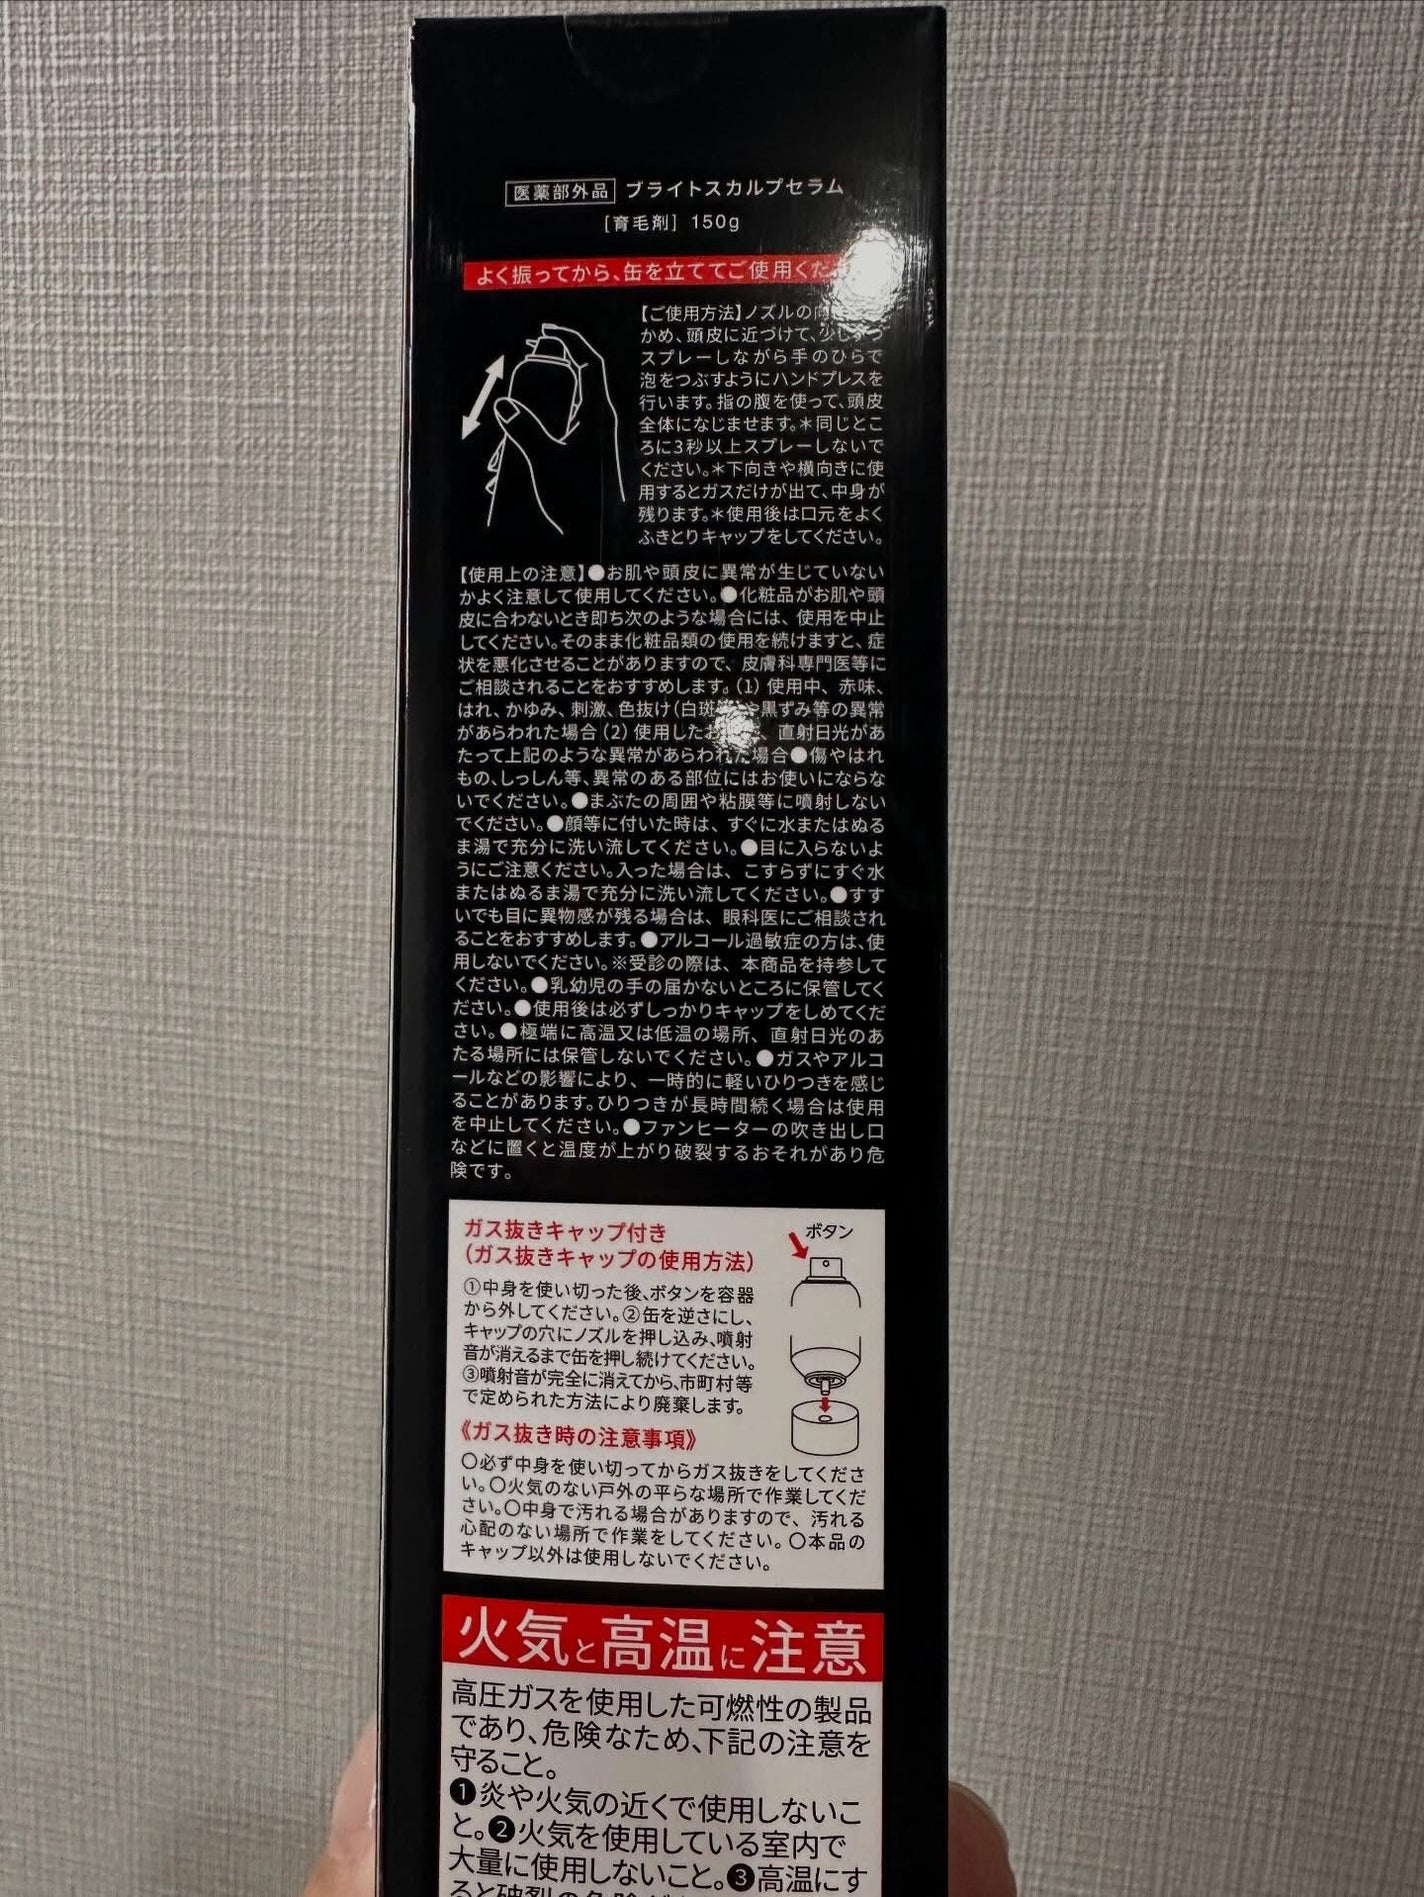 医薬部外品 ブライトスカルプセラム
[育毛剤] 150g
よく振ってから、缶を立ててご使用くだ
【ご使用方法】ノズルの向
かめ、頭皮に近づけて、少しずつ
スプレーしながら手のひらで
泡をつぶすようにハンドプレスを
行います。指の腹を使って、頭皮
全体になじませます。＊同じとこ
ろに3秒以上スプレーしないで
ください。＊下向きや横向きに使
用するとガスだけが出て、中身が
残ります。＊使用後は口元をよく
ふきとりキャップをしてください。
【使用上の注意】●お肌や頭皮に異常が生じていない
かよく注意して使用してください。●化粧品がお肌や頭
皮に合わないとき即ち次のような場合には、使用を中止
してください。そのまま化粧品類の使用を続けますと、症
状を悪化させることがありますので、皮膚科専門医等に
ご相談されることをおすすめします。(1) 使用中、赤味、
はれ、かゆみ、刺激、色抜け(白斑等)や黒ずみ等の異常
があらわれた場合(2) 使用したお、直射日光があ
たって上記のような異常があらわれた場合●傷やはれ
もの、しっしん等、異常のある部位にはお使いにならな
いでください。●まぶたの周囲や粘膜等に噴射しない
でください。●顔等に付いた時は、すぐに水またはぬる
ま湯で充分に洗い流してください。●目に入らないよ
うにご注意ください。入った場合は、こすらずにすぐ水
またはぬるま湯で充分に洗い流してください。●すす
いでも目に異物感が残る場合は、眼科医にご相談され
ることをおすすめします。●アルコール過敏症の方は、使
用しないでください。※受診の際は、本商品を持参して
ください。●乳幼児の手の届かないところに保管してく
ださい。●使用後は必ずしっかりキャップをしめてくだ
さい。●極端に高温又は低温の場所、直射日光のあ
たる場所には保管しないでください。●ガスやアルコ
ールなどの影響により、一時的に軽いひりつきを感じ
ることがあります。ひりつきが長時間続く場合は使用
を中止してください。●ファンヒーターの吹き出し口
などに置くと温度が上がり破裂するおそれがあり危
険です。
ガス抜きキャップ付き
(ガス抜きキャップの使用方法)
ボタン
①中身を使い切った後、ボタンを容器
から外してください。②缶を逆さにし、
キャップの穴にノズルを押し込み、噴射
音が消えるまで缶を押し続けてください。
③噴射音が完全に消えてから、市町村等
で定められた方法により廃棄します。
《ガス抜き時の注意事項》
〇必ず中身を使い切ってからガス抜きをしてくださ
い。〇火気のない戸外の平らな場所で作業してくだ
さい。〇中身で汚れる場合がありますので、汚れる
心配のない場所で作業をしてください。〇本品の
キャップ以外は使用しないでください。
火気と高温に注意
高圧ガスを使用した可燃性の製品
であり、危険なため、下記の注意を
守ること。
❶炎や火気の近くで使用しないこ
と。❷火気を使用している室内で
大量に使用しないこと。❸高温にす
ると破裂の危険が